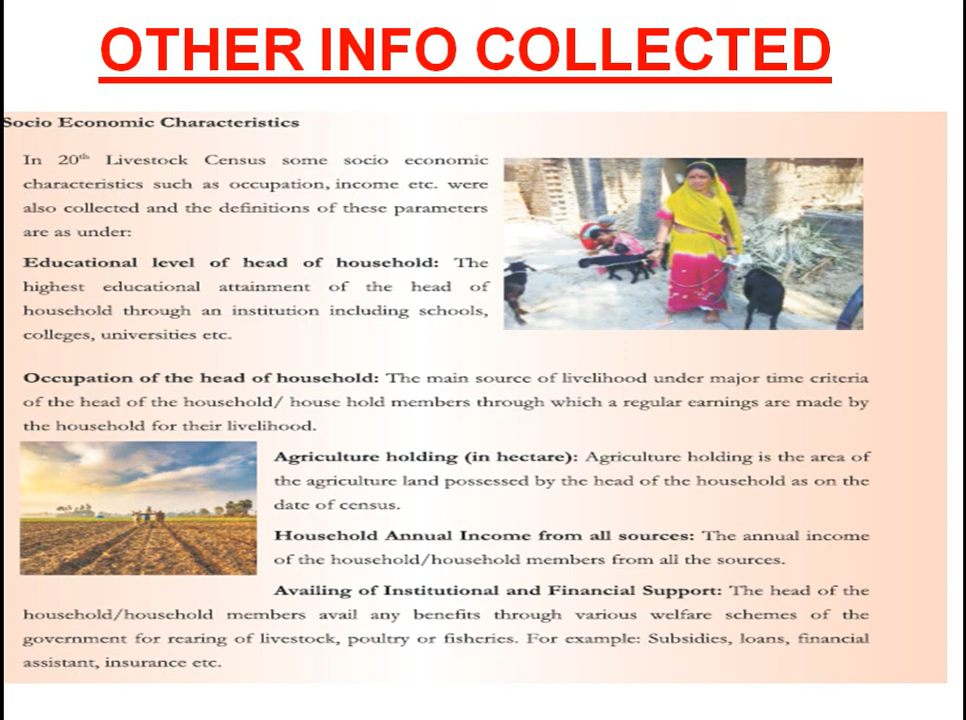 OTHER INFO COLLECTED
Socio Economic Characteristics
In 20th Livestock Census some socio economic
characteristics such as occupation, income etc. were
also collected and the definitions of these parameters
are as under:
Educational level of head of household: The
highest educational attainment of the head of
household through an institution including schools,
colleges, universities etc.
Occupation of the head of household: The main source of livelihood under major time criteria
of the head of the household/ house hold members through which a regular earnings are made by
the household for their livelihood.
Agriculture holding (in hectare): Agriculture holding is the area of
the agriculture land possessed by the head of the household as on the
date of census.
Household Annual Income from all sources: The annual income
of the household/household members from all the sources.
Availing of Institutional and Financial Support: The head of the
household/household members avail any benefits through various welfare schemes of the
government for rearing of livestock, poultry or fisheries. For example: Subsidies, loans, financial
assistant, insurance etc.